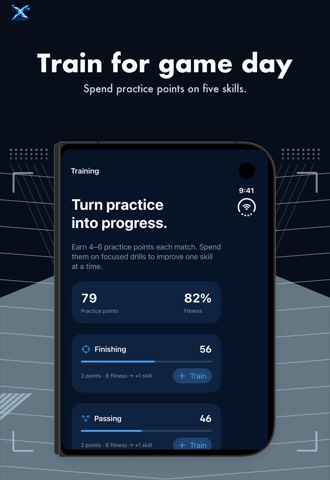 Train for game day
Spend practice points on five skills.
Training
9:41
Turn practice
into progress.
Earn 4–6 practice points each match. Spend
them on focused drills to improve one skill
at a time.
79
82%
Practice points
Fitness
Finishing
56
3 points · 6 fitness → +1 skill
+ Train
Passing
46
2 points · 6 fitness → +1 skill
+ Train